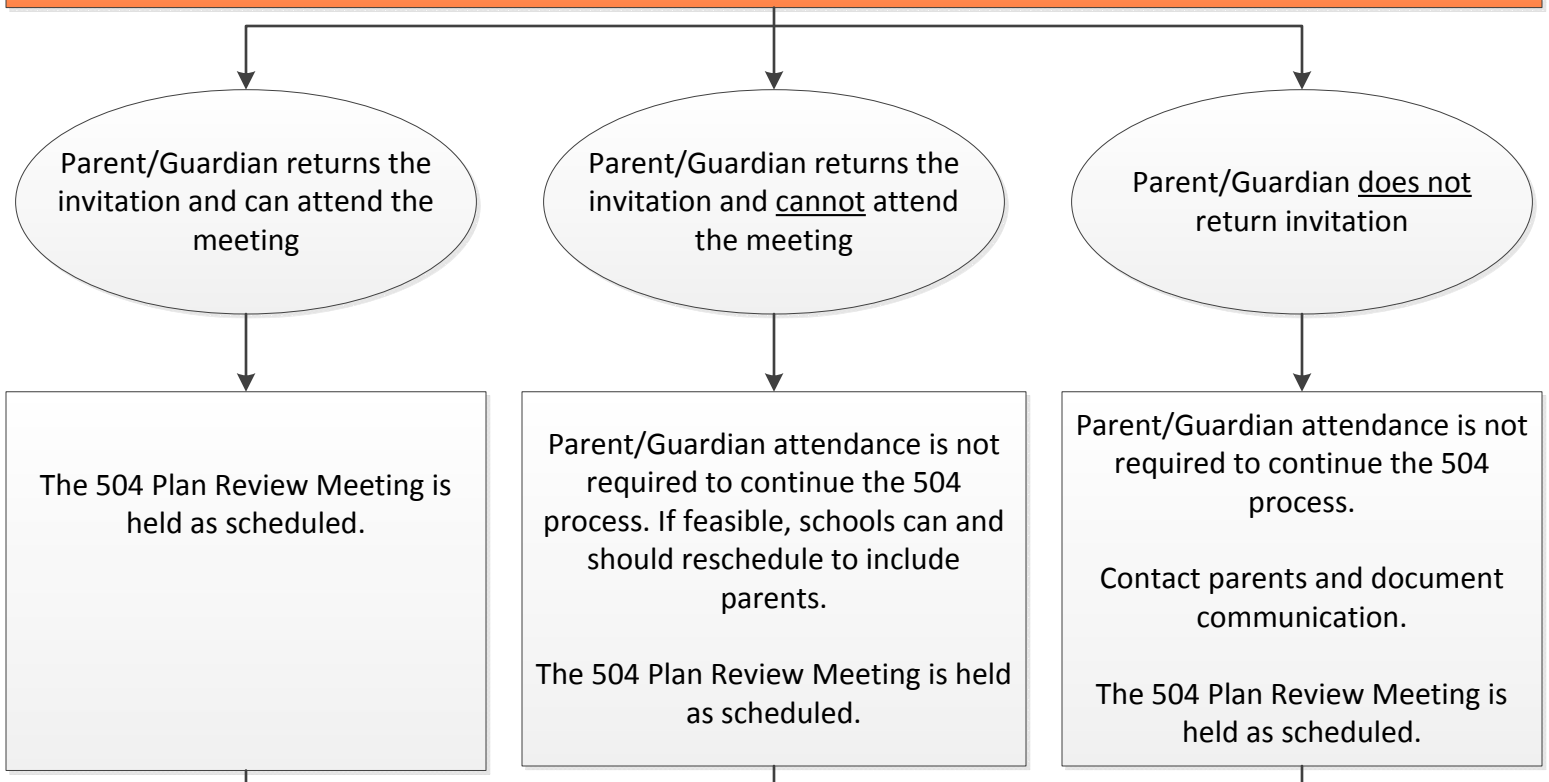 Parent/Guardian returns the
invitation and can attend the
meeting
Parent/Guardian returns the
invitation and cannot attend
the meeting
Parent/Guardian does not
return invitation
The 504 Plan Review Meeting is
held as scheduled.
Parent/Guardian attendance is not
required to continue the 504
process. If feasible, schools can and
should reschedule to include
parents.
The 504 Plan Review Meeting is held
as scheduled.
Parent/Guardian attendance is not
required to continue the 504
process.
Contact parents and document
communication.
The 504 Plan Review Meeting is
held as scheduled.